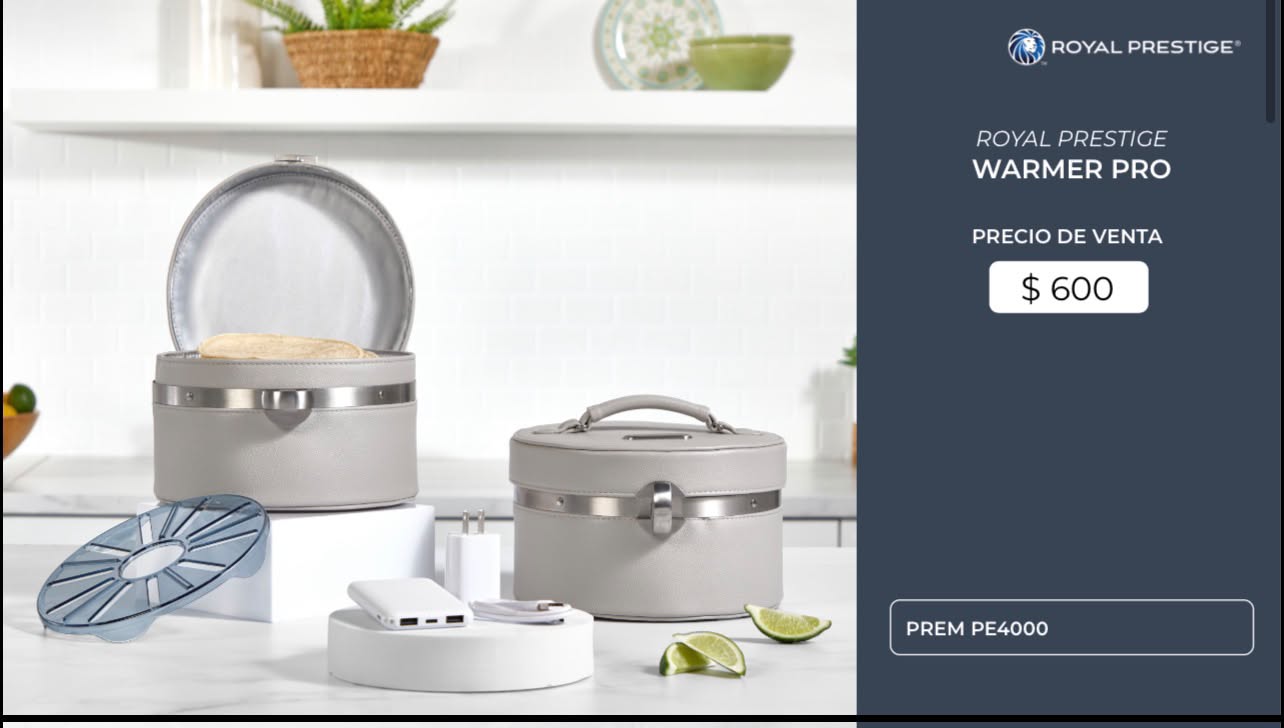 ROYAL PRESTIGE®
ROYAL PRESTIGE
WARMER PRO
PRECIO DE VENTA
$ 600
PREM PE4000